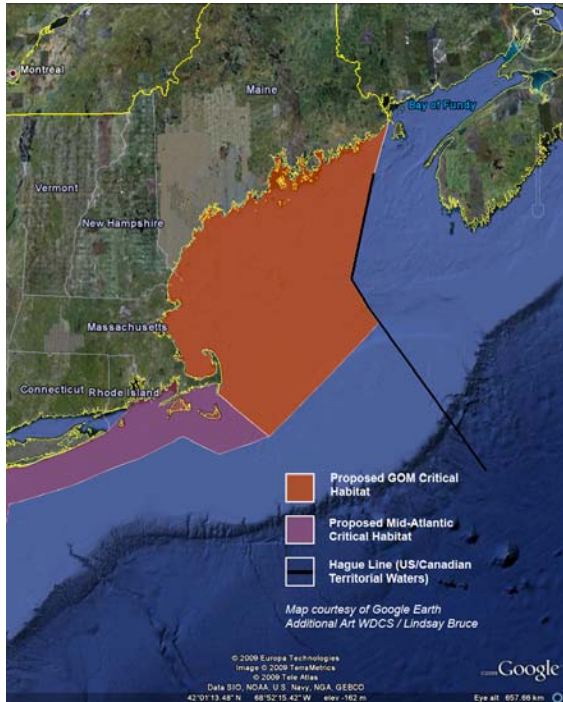 N
Montréal
Maine
Bay of Fundy
Vermont
New Hampshire
Massachusetts
Connecticut
Rhode Island
Proposed GOM Critical
Habitat
Proposed Mid-Atlantic
Critical Habitat
Hague Line (US/Canadian
Territorial Waters)
Map courtesy of Google Earth
Additional Art WDCS / Lindsay Bruce
© 2009 Europa Technologies
Image © 2009 TerraMetrics
© 2009 Tele Atlas
Data SIO, NOAA, U.S. Navy, NGA, GEBCO
©2009 Google
42°01'13.48" N 68°52'15.42" W elev -162 m
Eye alt 657.66 km